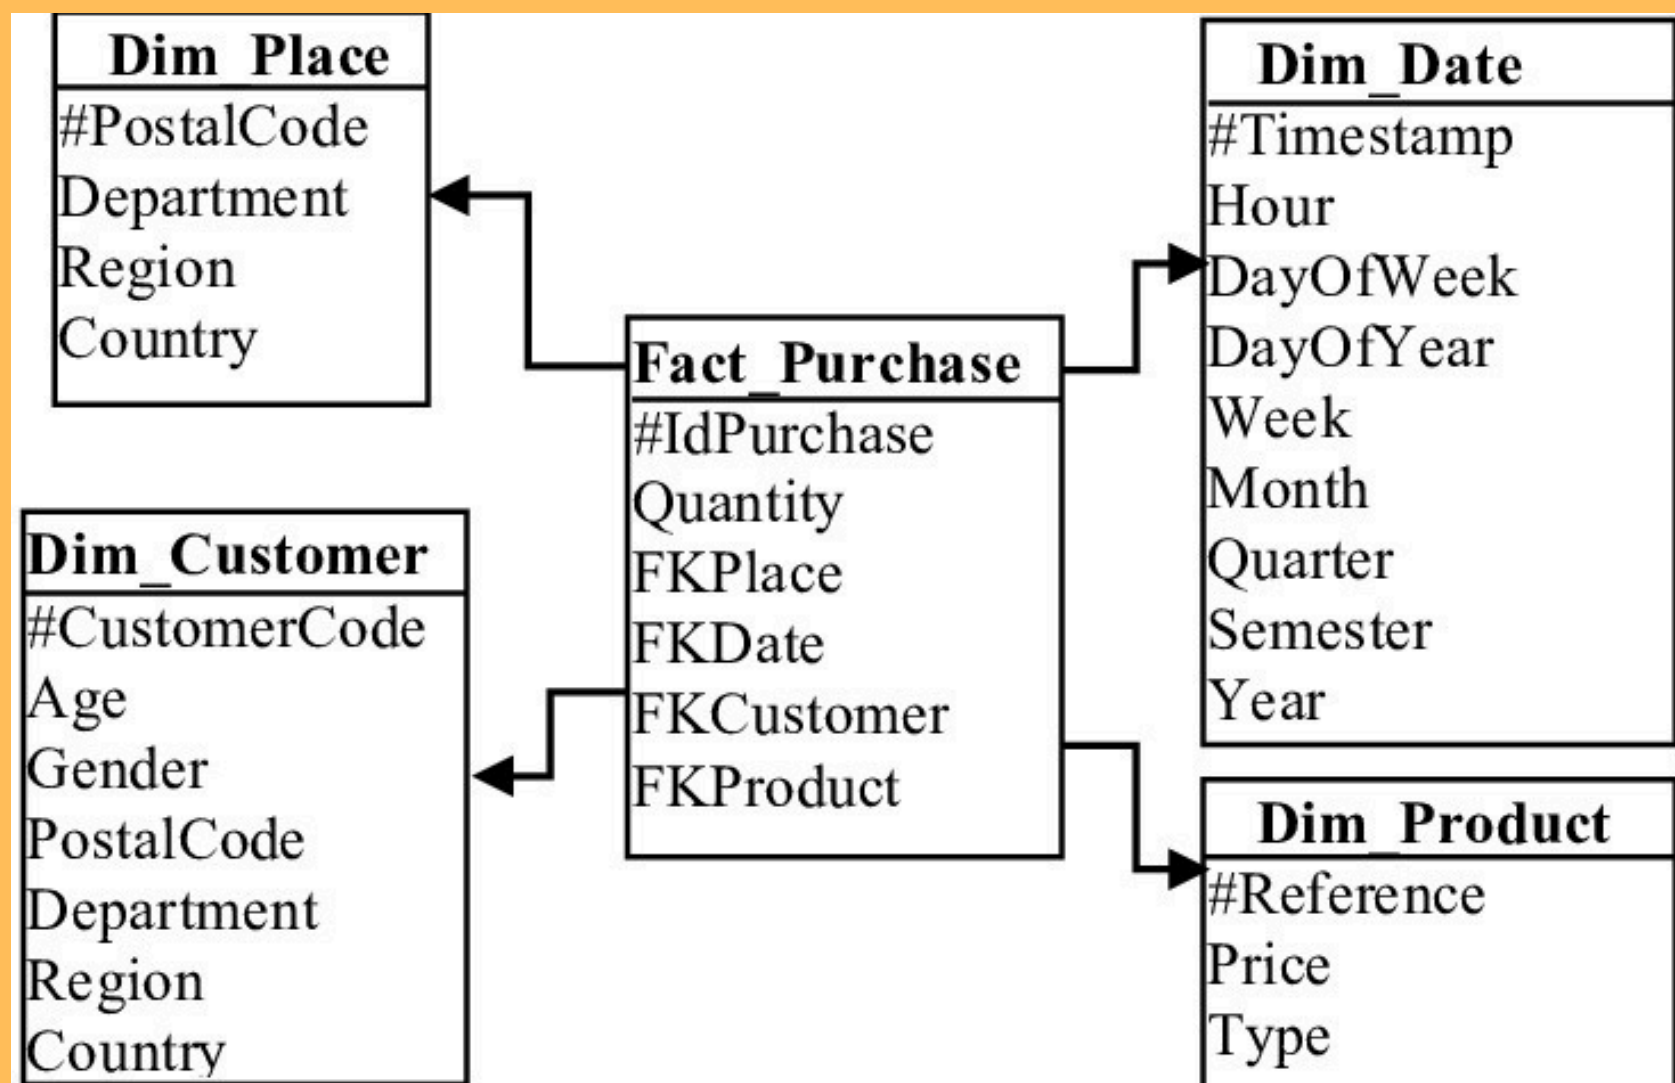 Dim_Place
#PostalCode
Department
Region
Country
Dim_Customer
#CustomerCode
Age
Gender
PostalCode
Department
Region
Country
Fact_Purchase
#IdPurchase
Quantity
FKPlace
FKDate
FKCustomer
FKProduct
Dim_Date
#Timestamp
Hour
DayOfWeek
DayOfYear
Week
Month
Quarter
Semester
Year
Dim_Product
#Reference
Price
Type